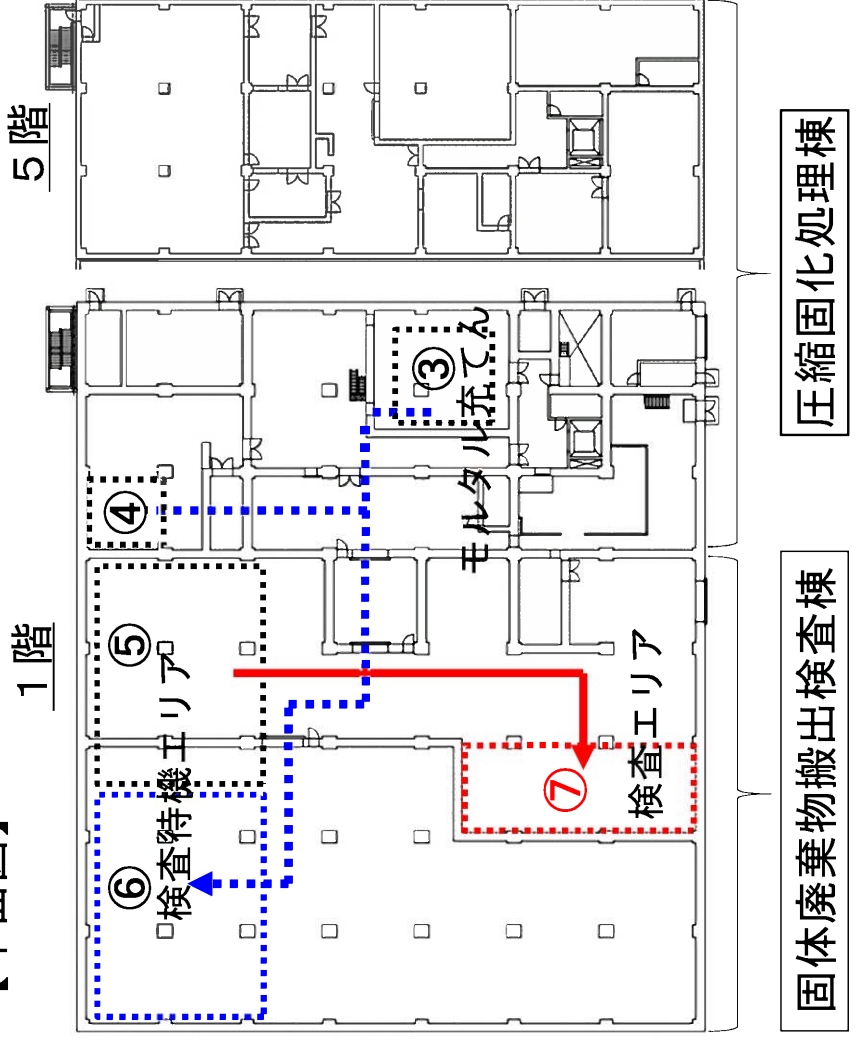 1階
5階
⑥
⑤
④
検査待機エリア
③
モルタル充てん
⑦
検査エリア
固体廃棄物搬出検査棟
圧縮固化処理棟